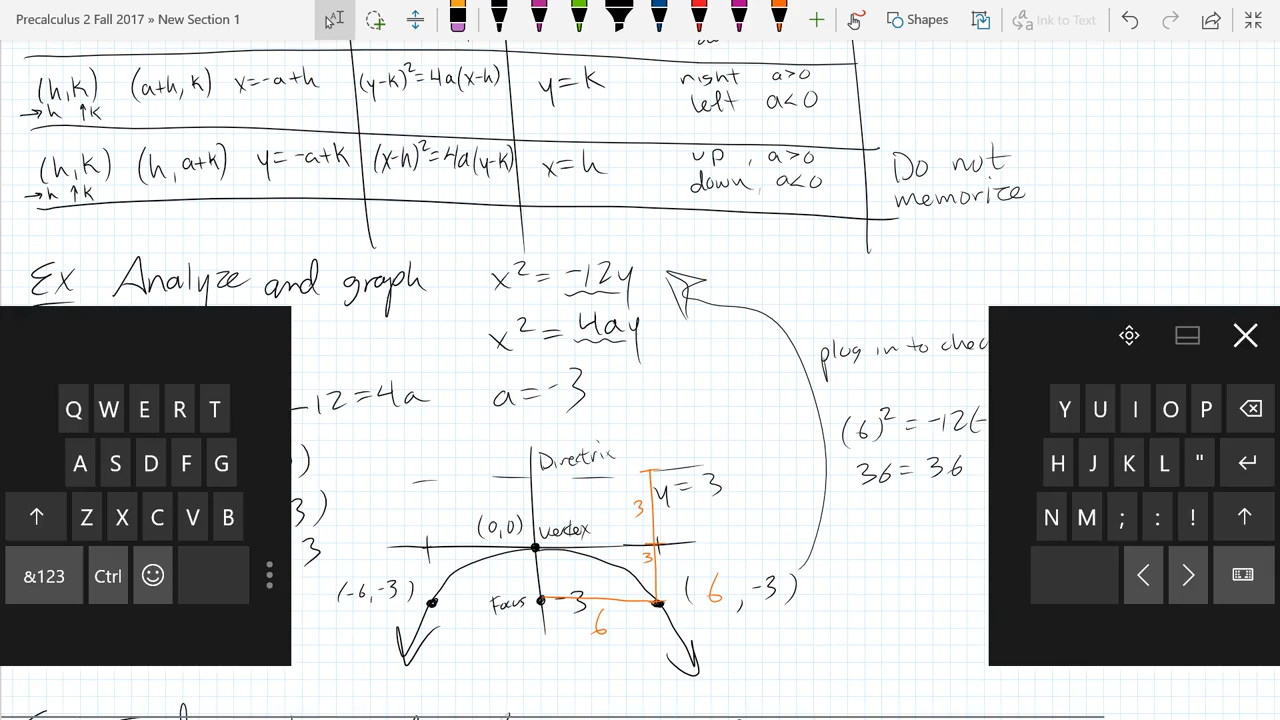 Precalculus 2 Fall 2017 » New Section 1
Shapes
Ink to Text
(h,k) (a+h, k) x=-a+h (y-k)²=4a(x-h) y=k right a>0
→h ↑k left a<0
(h,k) (h, a+k) y=-a+k (x-h)²=4a(y-k) x=h up, a>0
→h ↑k down, a<0
Do not
memorize
Ex Analyze and graph x²=-12y
x²=4ay
-12=4a a=-3
plug in to chec
(6)²=-12(-
36=36
)
3)
3
Directrix
y=3
3
3
(0,0) Vertex
(-6,-3) Focus -3 (6,-3)
6
Q W E R T
A S D F G
↑ Z X C V B
&123 Ctrl
Y U I O P
H J K L "
N M ; : ! ↑
< >